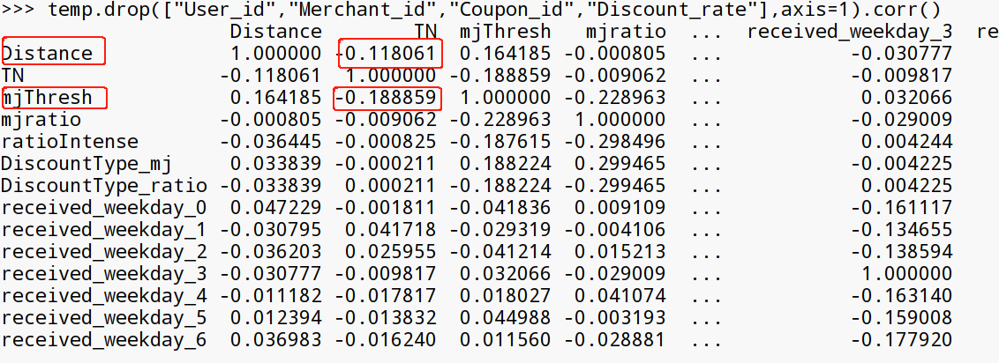 >>> temp.drop(["User_id","Merchant_id","Coupon_id","Discount_rate"],axis=1).corr()
Distance TN mjThresh mjratio ... received_weekday_3 re
Distance 1.000000 -0.118061 0.164185 -0.000805 ... -0.030777
TN -0.118061 1.000000 -0.188859 -0.009062 ... -0.009817
mjThresh 0.164185 -0.188859 1.000000 -0.228963 ... 0.032066
mjratio -0.000805 -0.009062 -0.228963 1.000000 ... -0.029009
ratioIntense -0.036445 -0.000825 -0.187615 -0.298496 ... 0.004244
DiscountType_mj 0.033839 -0.000211 0.188224 0.299465 ... -0.004225
DiscountType_ratio -0.033839 0.000211 -0.188224 -0.299465 ... 0.004225
received_weekday_0 0.047229 -0.001811 -0.041836 0.009109 ... -0.161117
received_weekday_1 -0.030795 0.041718 -0.029319 -0.004106 ... -0.134655
received_weekday_2 -0.036203 0.025955 -0.041214 0.015213 ... -0.138594
received_weekday_3 -0.030777 -0.009817 0.032066 -0.029009 ... 1.000000
received_weekday_4 -0.011182 -0.017817 0.018027 0.041074 ... -0.163140
received_weekday_5 0.012394 -0.013832 0.044988 -0.003193 ... -0.159008
received_weekday_6 0.036983 -0.016240 0.011560 -0.028881 ... -0.177920